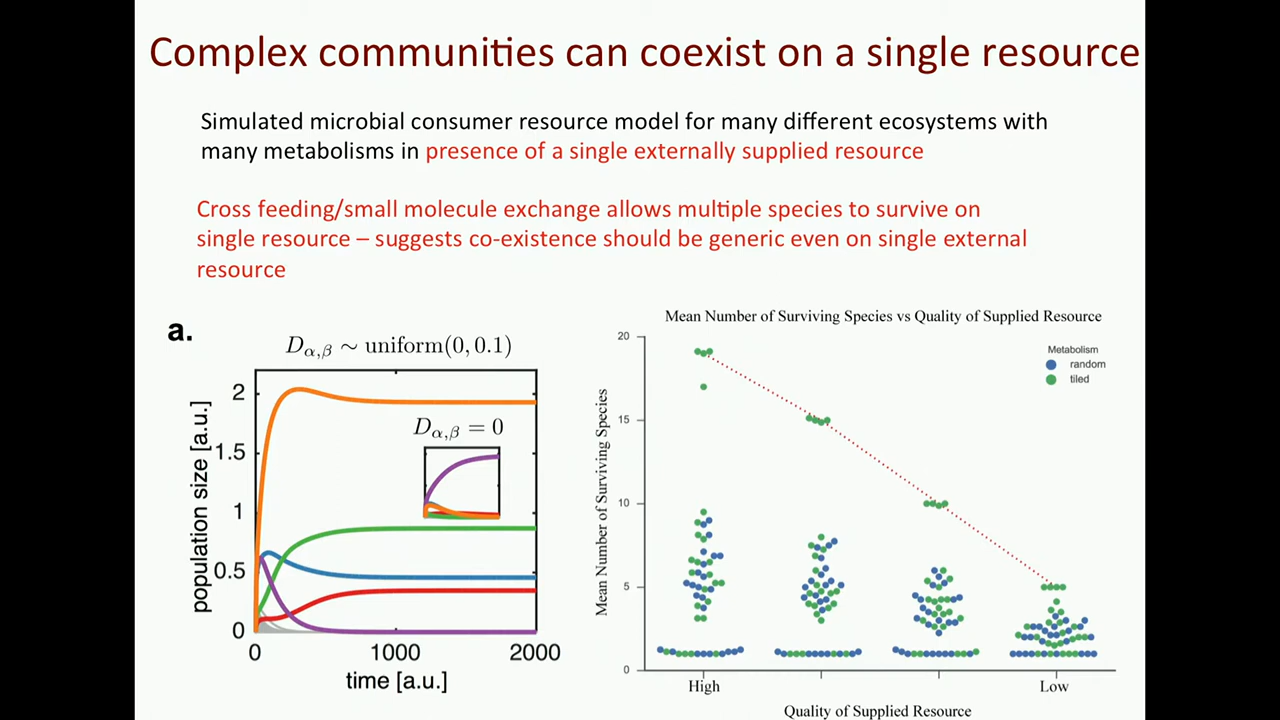 Complex communities can coexist on a single resource
Simulated microbial consumer resource model for many different ecosystems with
many metabolisms in presence of a single externally supplied resource
Cross feeding/small molecule exchange allows multiple species to survive on
single resource – suggests co-existence should be generic even on single external
resource
a.
D_{α,β} ~ uniform(0, 0.1)
D_{α,β} = 0
population size [a.u.]
2
1.5
1
0.5
0
0 1000 2000
time [a.u.]
Mean Number of Surviving Species vs Quality of Supplied Resource
Mean Number of Surviving Species
20
15
10
5
0
Metabolism
random
tiled
High Low
Quality of Supplied Resource